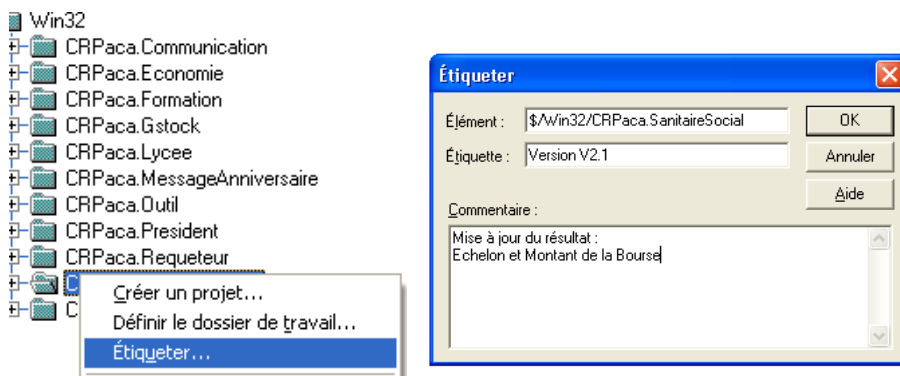 Win32
CRPaca.Communication
CRPaca.Economie
CRPaca.Formation
CRPaca.Gstock
CRPaca.Lycee
CRPaca.MessageAnniversaire
CRPaca.Outil
CRPaca.President
CRPaca.Requeteur
C
C
Créer un projet...
Définir le dossier de travail...
Étiqueter...
Étiqueter
Élément :
$/Win32/CRPaca.SanitaireSocial
OK
Étiquette :
Version V2.1
Annuler
Aide
Commentaire :
Mise à jour du résultat :
Echelon et Montant de la Bourse